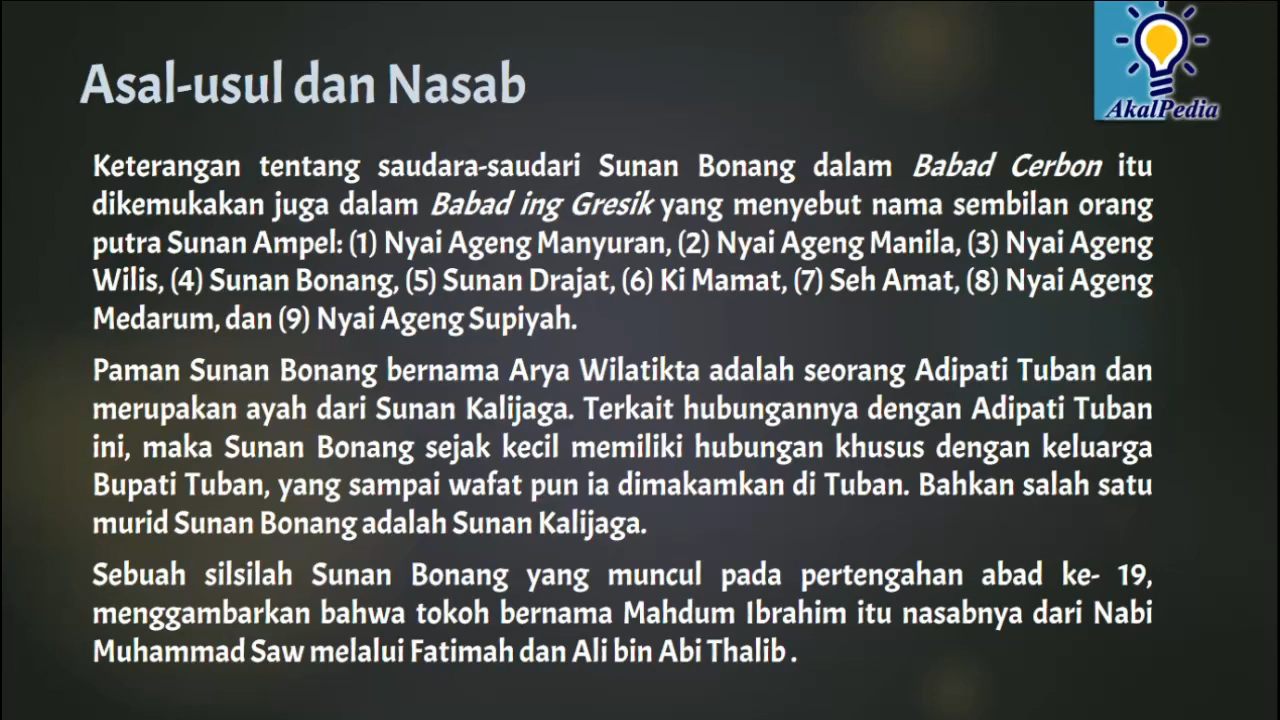 Asal-usul dan Nasab
AkalPedia
Keterangan tentang saudara-saudari Sunan Bonang dalam Babad Cerbon itu
dikemukakan juga dalam Babad ing Gresik yang menyebut nama sembilan orang
putra Sunan Ampel: (1) Nyai Ageng Manyuran, (2) Nyai Ageng Manila, (3) Nyai Ageng
Wilis, (4) Sunan Bonang, (5) Sunan Drajat, (6) Ki Mamat, (7) Seh Amat, (8) Nyai Ageng
Medarum, dan (9) Nyai Ageng Supiyah.
Paman Sunan Bonang bernama Arya Wilatikta adalah seorang Adipati Tuban dan
merupakan ayah dari Sunan Kalijaga. Terkait hubungannya dengan Adipati Tuban
ini, maka Sunan Bonang sejak kecil memiliki hubungan khusus dengan keluarga
Bupati Tuban, yang sampai wafat pun ia dimakamkan di Tuban. Bahkan salah satu
murid Sunan Bonang adalah Sunan Kalijaga.
Sebuah silsilah Sunan Bonang yang muncul pada pertengahan abad ke- 19,
menggambarkan bahwa tokoh bernama Mahdum Ibrahim itu nasabnya dari Nabi
Muhammad Saw melalui Fatimah dan Ali bin Abi Thalib .